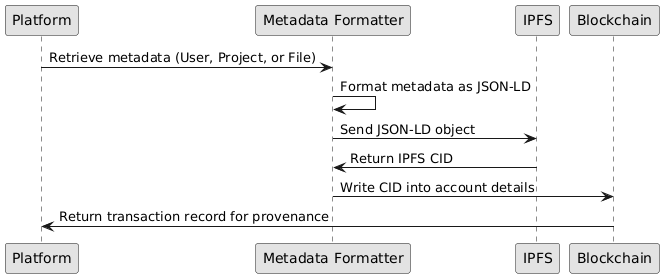 Platform
Metadata Formatter
IPFS
Blockchain
Retrieve metadata (User, Project, or File)
Format metadata as JSON-LD
Send JSON-LD object
Return IPFS CID
Write CID into account details
Return transaction record for provenance
Platform
Metadata Formatter
IPFS
Blockchain